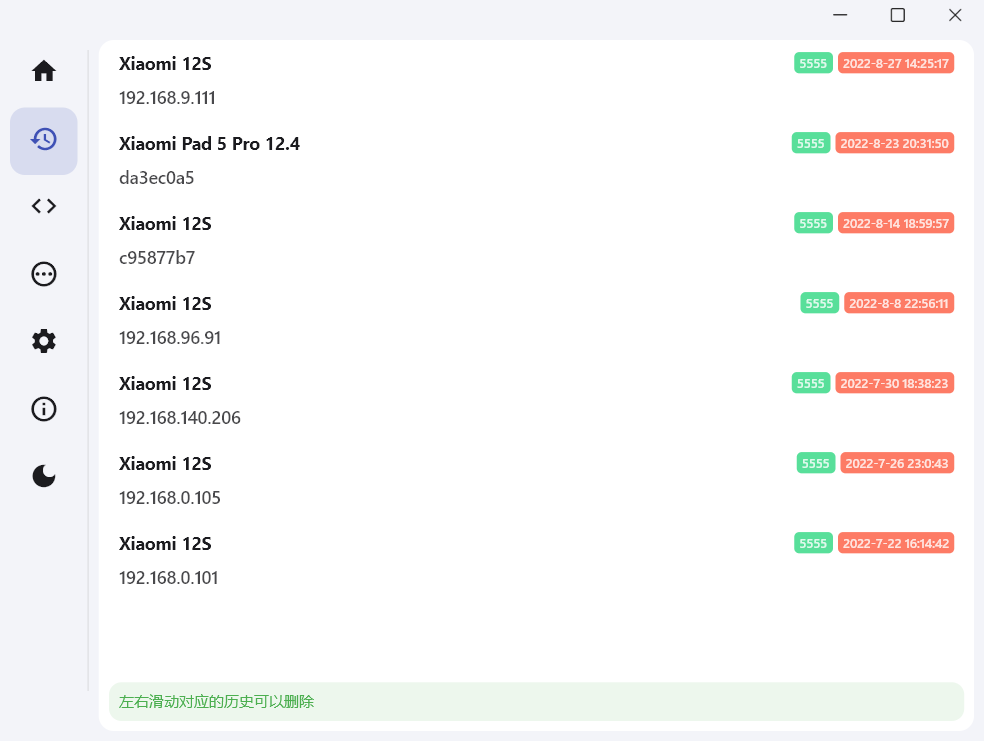 Xiaomi 12S 5555 2022-8-27 14:25:17
192.168.9.111
Xiaomi Pad 5 Pro 12.4 5555 2022-8-23 20:31:50
da3ec0a5
Xiaomi 12S 5555 2022-8-14 18:59:57
c95877b7
Xiaomi 12S 5555 2022-8-8 22:56:11
192.168.96.91
Xiaomi 12S 5555 2022-7-30 18:38:23
192.168.140.206
Xiaomi 12S 5555 2022-7-26 23:0:43
192.168.0.105
Xiaomi 12S 5555 2022-7-22 16:14:42
192.168.0.101
左右滑动对应的历史可以删除